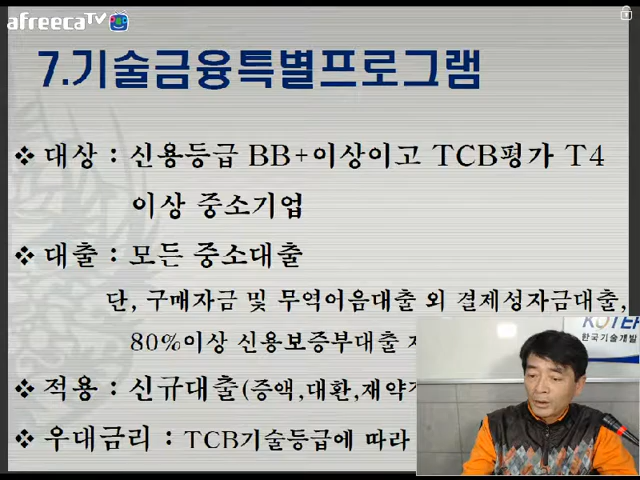 afreecaTV
7.기술금융특별프로그램
❖ 대상 : 신용등급 BB+이상이고 TCB평가 T4
이상 중소기업
❖ 대출 : 모든 중소대출
단, 구매자금 및 무역어음대출 외 결제성자금대출,
80%이상 신용보증부대출
❖ 적용 : 신규대출(증액,대환,재약
❖ 우대금리 : TCB기술등급에 따라
한국기술개발